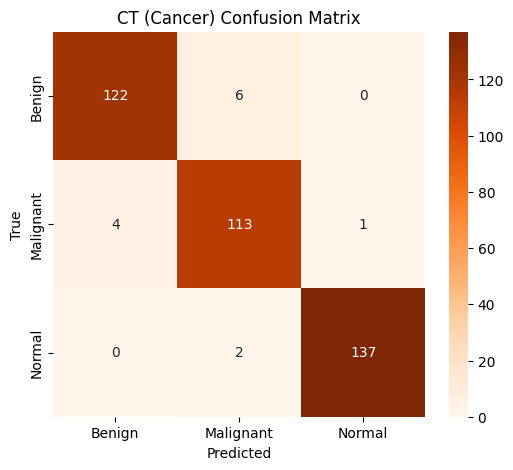 CT (Cancer) Confusion Matrix
Benign
122
6
0
Malignant
4
113
1
Normal
0
2
137
True
Benign
Malignant
Normal
Predicted
120
100
80
60
40
20
0